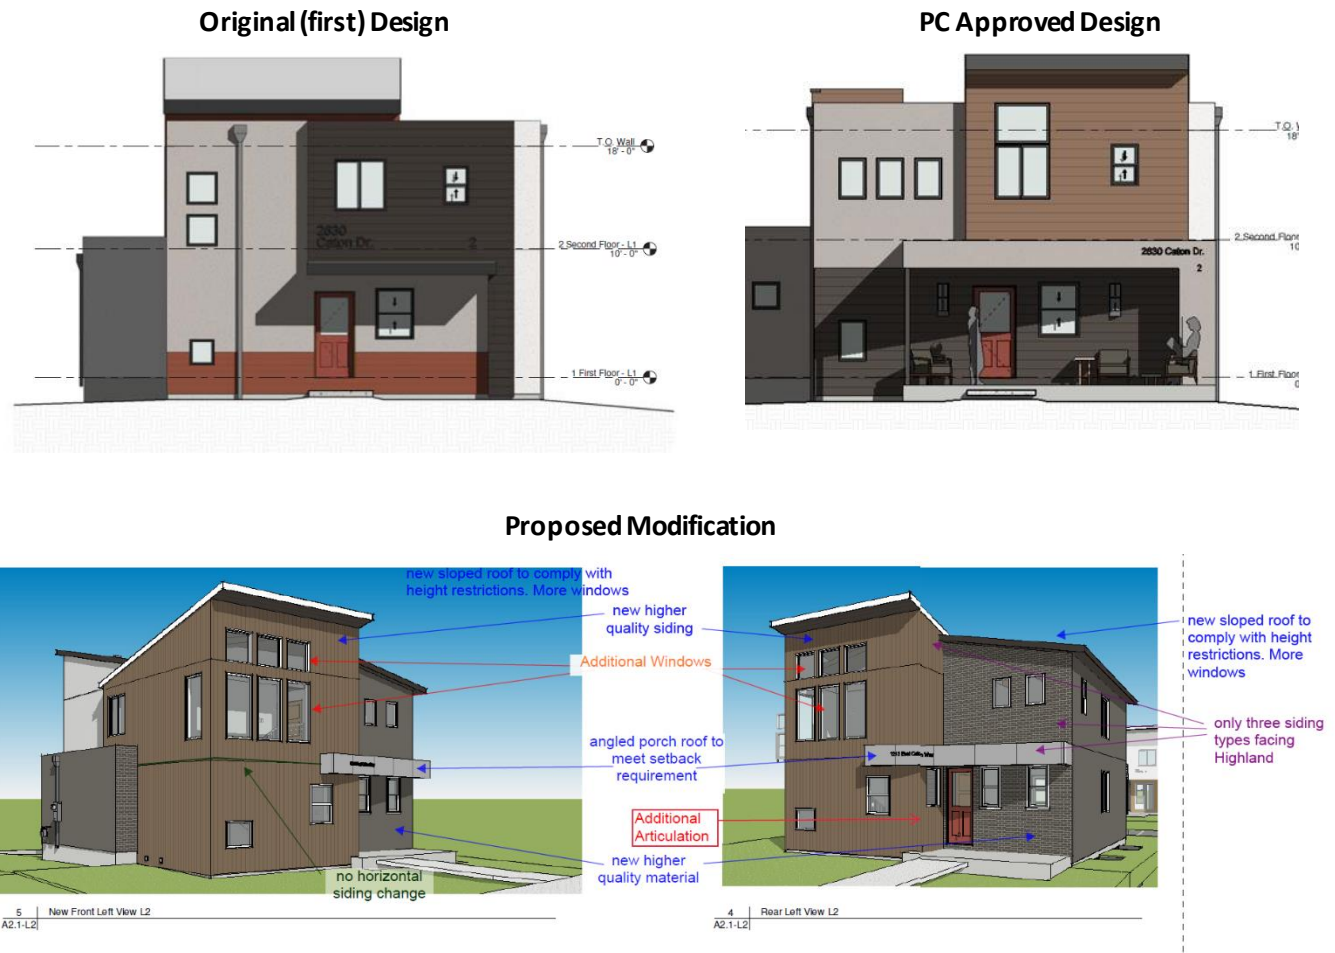 Original (first) Design
PC Approved Design
T.O. Wall
18' - 0"
2830
Caton Dr.
2
2 Second Floor - L1
10' - 0"
1 First Floor - L1
0' - 0"
T.O.
18'
2 Second Floor
10
2830 Caton Dr.
2
1 First Floor
0
Proposed Modification
new sloped roof to comply with
height restrictions. More windows
new higher
quality siding
Additional Windows
angled porch roof to
meet setback
requirement
Additional
Articulation
new higher
quality material
no horizontal
siding change
new sloped roof to
comply with height
restrictions. More
windows
only three siding
types facing
Highland
5
New Front Left View L2
A2.1-L2
4
Rear Left View L2
A2.1-L2